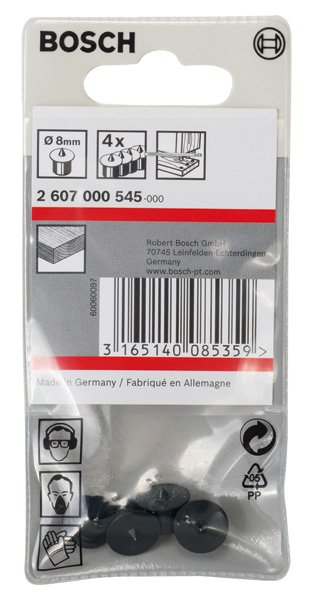 BOSCH
Ø 8mm
4x
2 607 000 545-000
Robert Bosch GmbH
70745 Leinfelden-Echterdingen
Germany
www.bosch-pt.com
60060097
3 165140 085359 >
Made in Germany / Fabriqué en Allemagne
05
PP